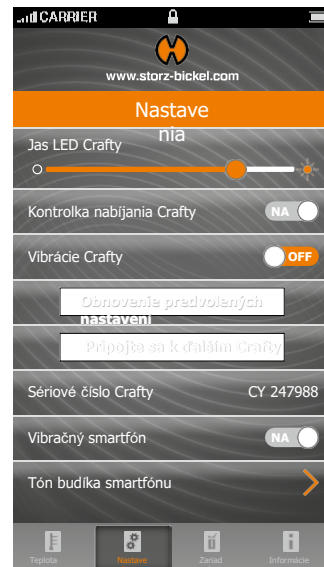 CARRIER
www.storz-bickel.com
Nastave
nia
Jas LED Crafty
Kontrolka nabíjania Crafty
NA
Vibrácie Crafty
OFF
Obnovenie predvolených
nastavení
Pripojte sa k ďalším Crafty
Sériové číslo Crafty CY 247988
Vibračný smartfón
NA
Tón budíka smartfónu
Teplota Nastave Zariad Informácie